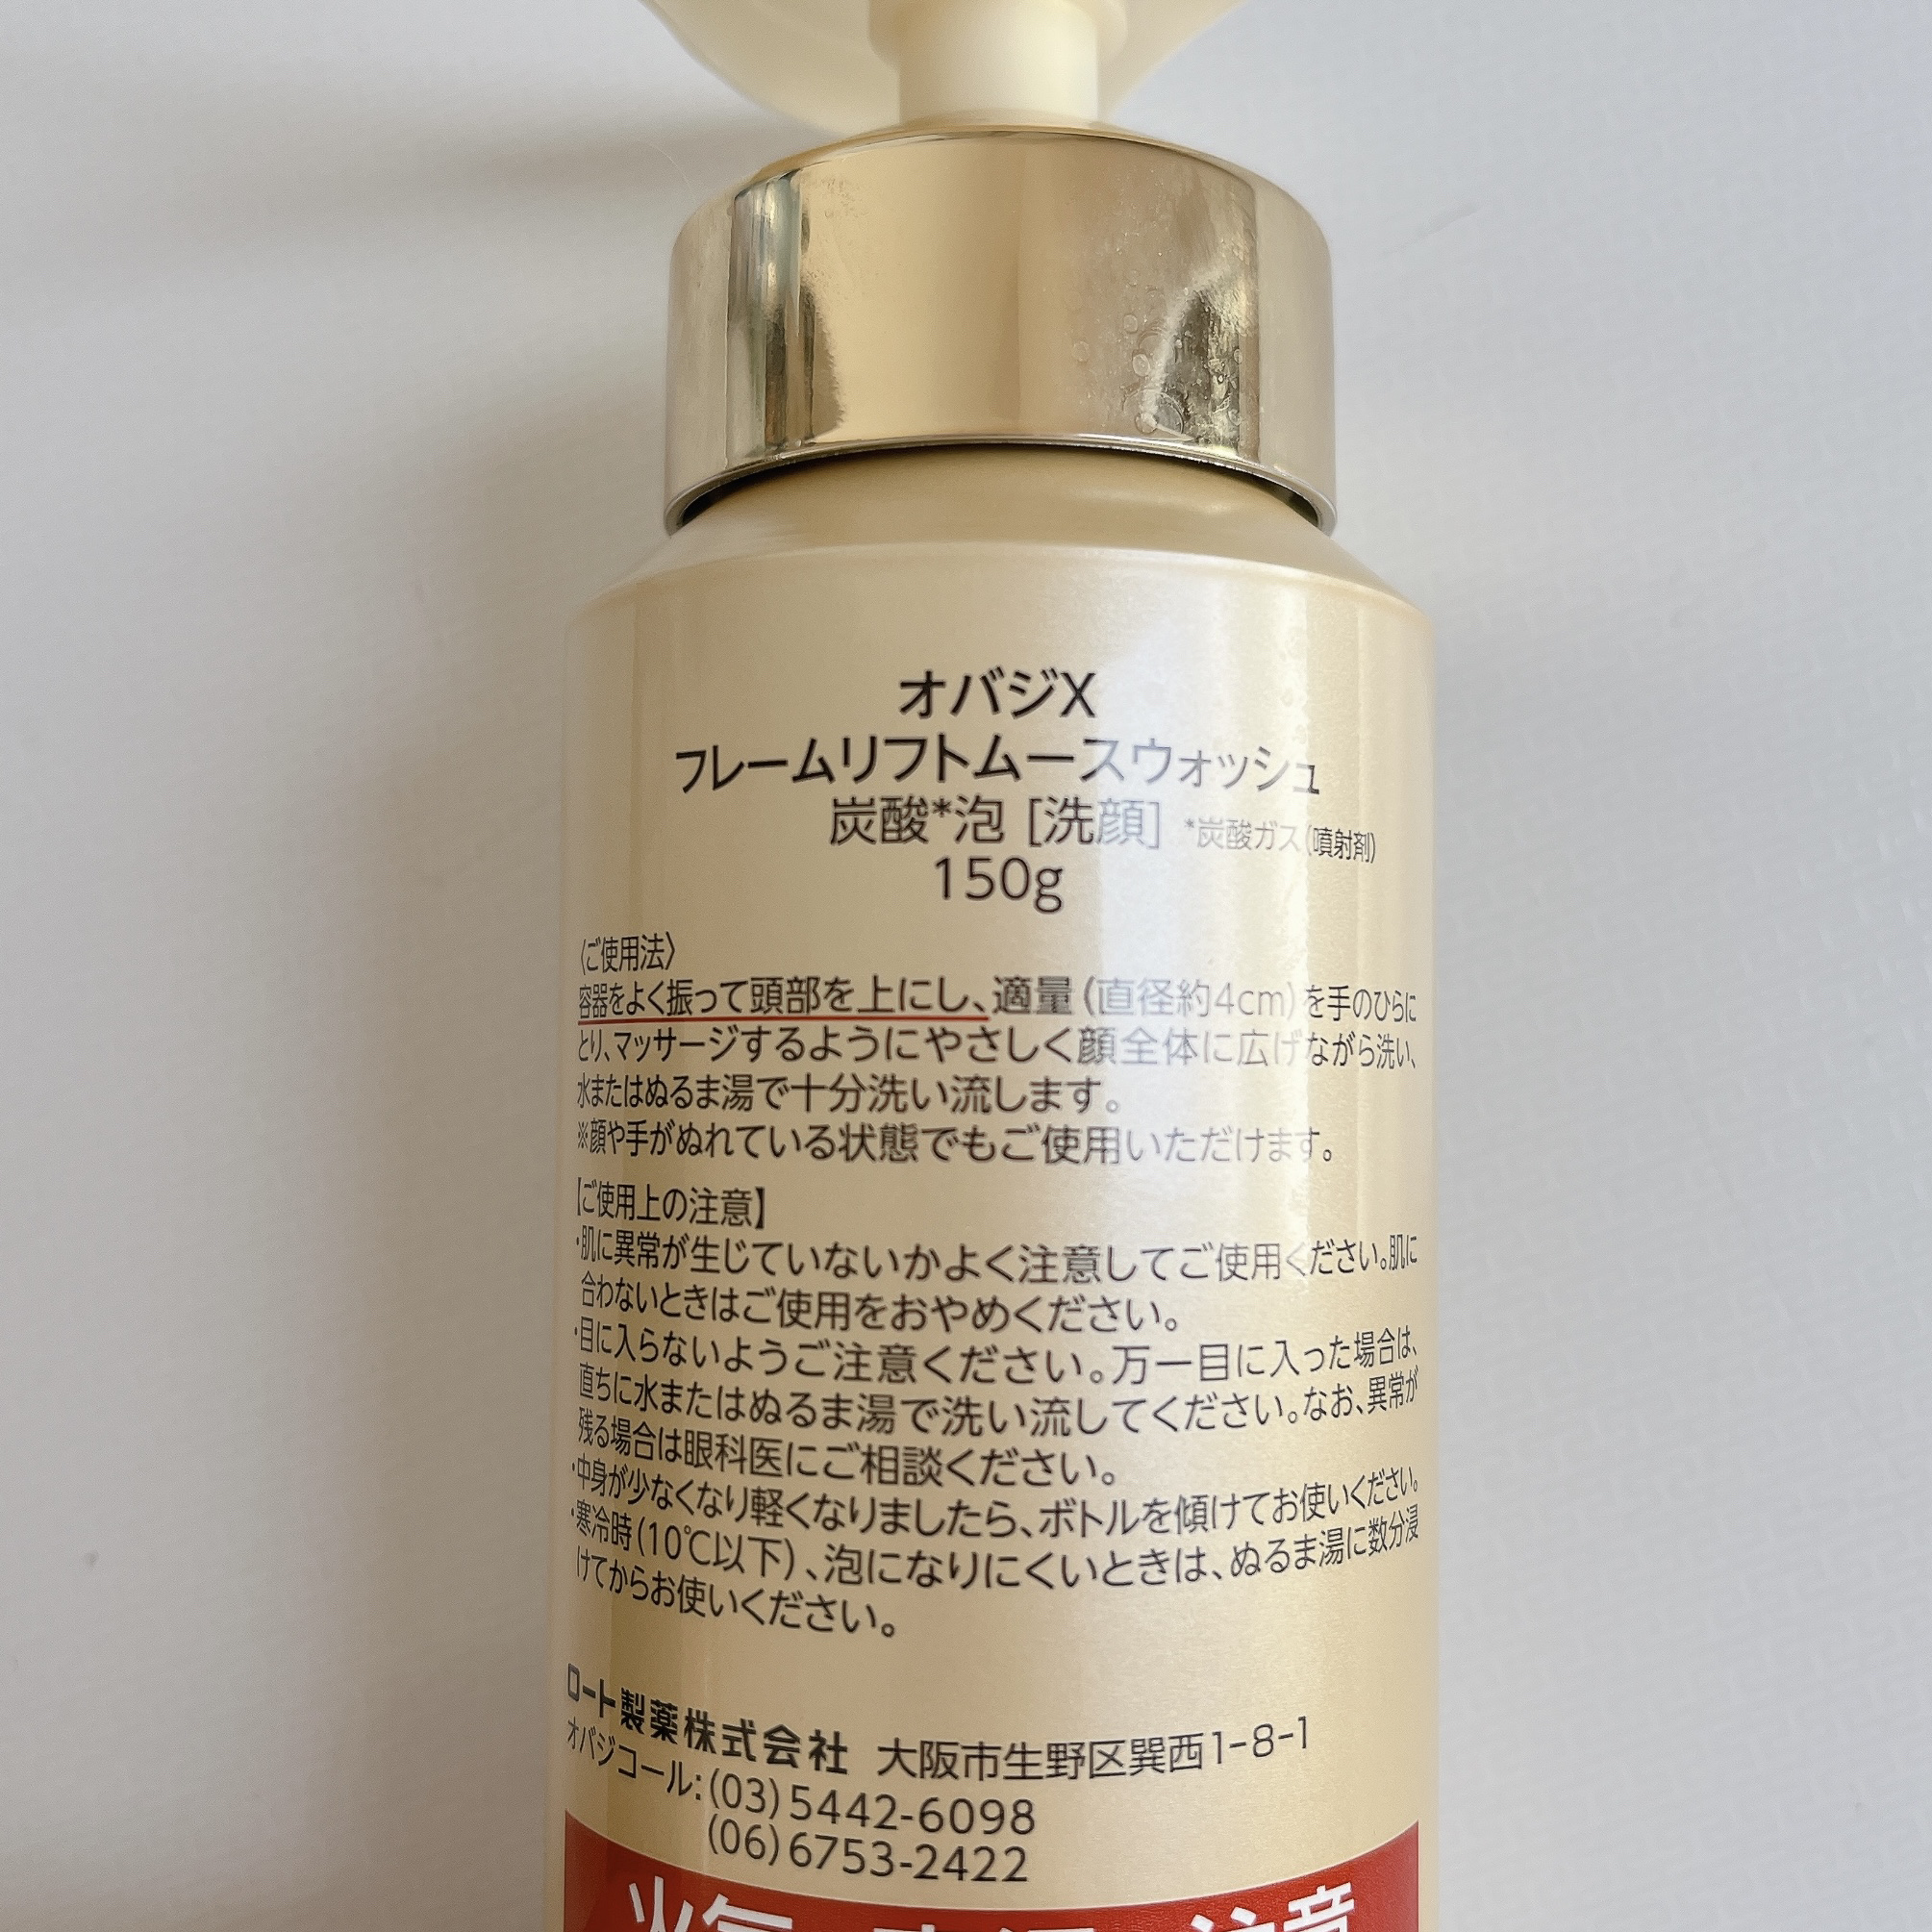 オバジX
フレームリフトムースウォッシュ
炭酸*泡 [洗顔] *炭酸ガス(噴射剤)
150g
〈ご使用法〉
容器をよく振って頭部を上にし、適量(直径約4cm)を手のひらに
とり、マッサージするようにやさしく顔全体に広げながら洗い、
水またはぬるま湯で十分洗い流します。
※顔や手がぬれている状態でもご使用いただけます。
【ご使用上の注意】
・肌に異常が生じていないかよく注意してご使用ください。肌に
合わないときはご使用をおやめください。
・目に入らないようご注意ください。万一目に入った場合は、
直ちに水またはぬるま湯で洗い流してください。なお、異常が
残る場合は眼科医にご相談ください。
・中身が少なくなり軽くなりましたら、ボトルを傾けてお使いください。
・寒冷時(10℃以下)、泡になりにくいときは、ぬるま湯に数分浸
けてからお使いください。
ロート製薬株式会社 大阪市生野区巽西1-8-1
オバジコール:(03)5442-6098
(06)6753-2422
火気と高温に注意